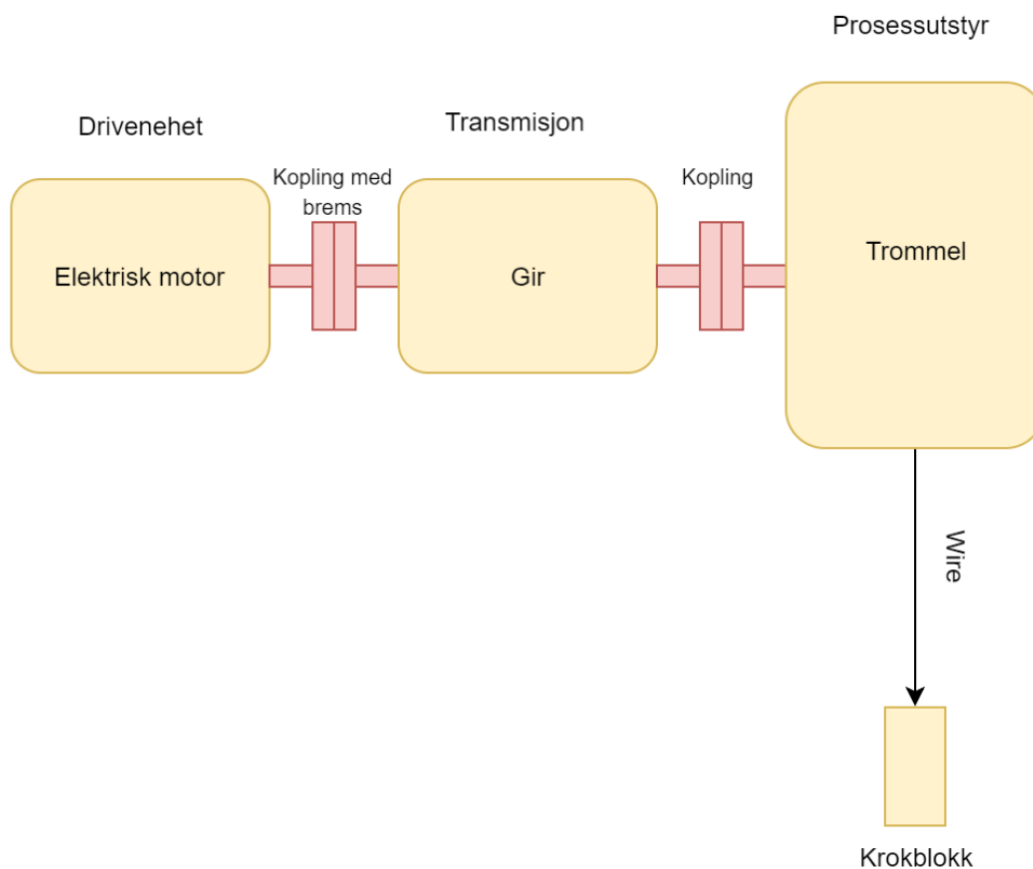 Prosessutstyr
Drivenehet
Transmisjon
Kopling med
brems
Kopling
Elektrisk motor
Gir
Trommel
Wire
Krokblokk